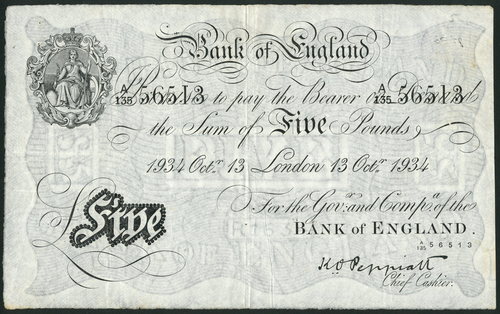 Bank of England
A/135 56513 A/135 56513
I Promise to pay the Bearer on Demand
the Sum of Five Pounds
1934 Octr. 13 London 13 Octr. 1934
For the Govr. and Compa. of the
BANK OF ENGLAND.
A/135 56513
Five
K.O. Peppiatt
Chief Cashier.